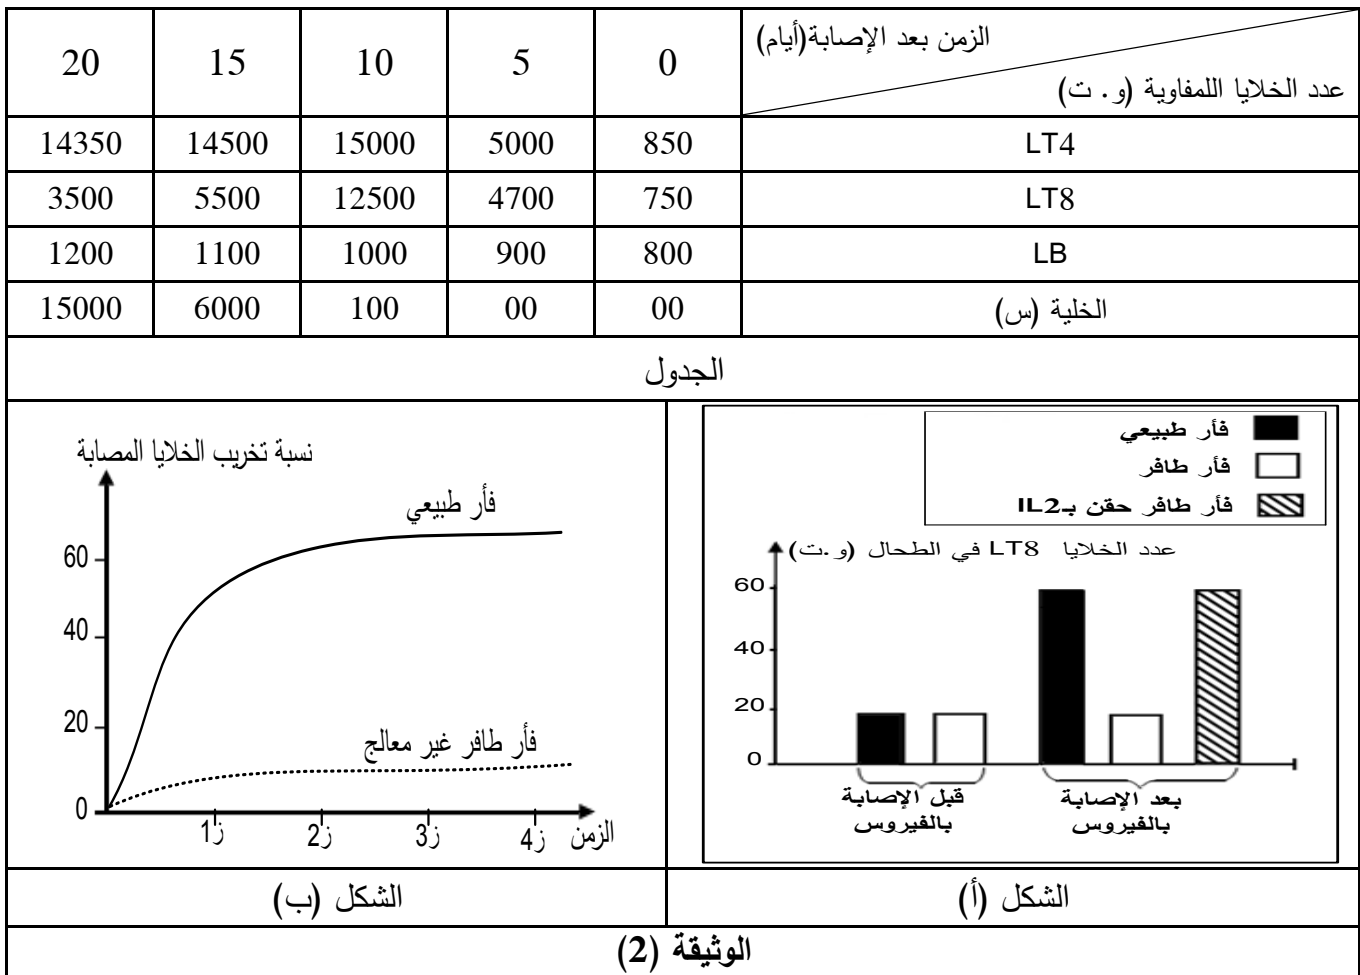 الزمن بعد الإصابة(أيام)
عدد الخلايا اللمفاوية (و. ت)
0 5 10 15 20
LT4 850 5000 15000 14500 14350
LT8 750 4700 12500 5500 3500
LB 800 900 1000 1100 1200
الخلية (س) 00 00 100 6000 15000
الجدول
فأر طبيعي
فأر طافر
فأر طافر حقن بـIL2
عدد الخلايا LT8 في الطحال (و.ت)
60
40
20
0
قبل الإصابة بالفيروس
بعد الإصابة بالفيروس
الشكل (أ)
نسبة تخريب الخلايا المصابة
فأر طبيعي
60
40
20
0
فأر طافر غير معالج
ز1 ز2 ز3 ز4 الزمن
الشكل (ب)
الوثيقة (2)